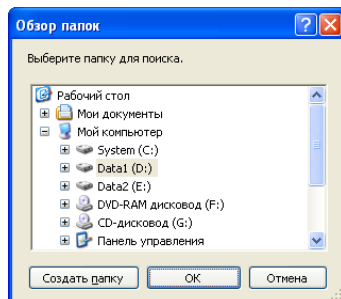 Обзор папок
Выберите папку для поиска.
Рабочий стол
Мои документы
Мой компьютер
System (C:)
Data1 (D:)
Data2 (E:)
DVD-RAM дисковод (F:)
CD-дисковод (G:)
Панель управления
Создать папку ОК Отмена